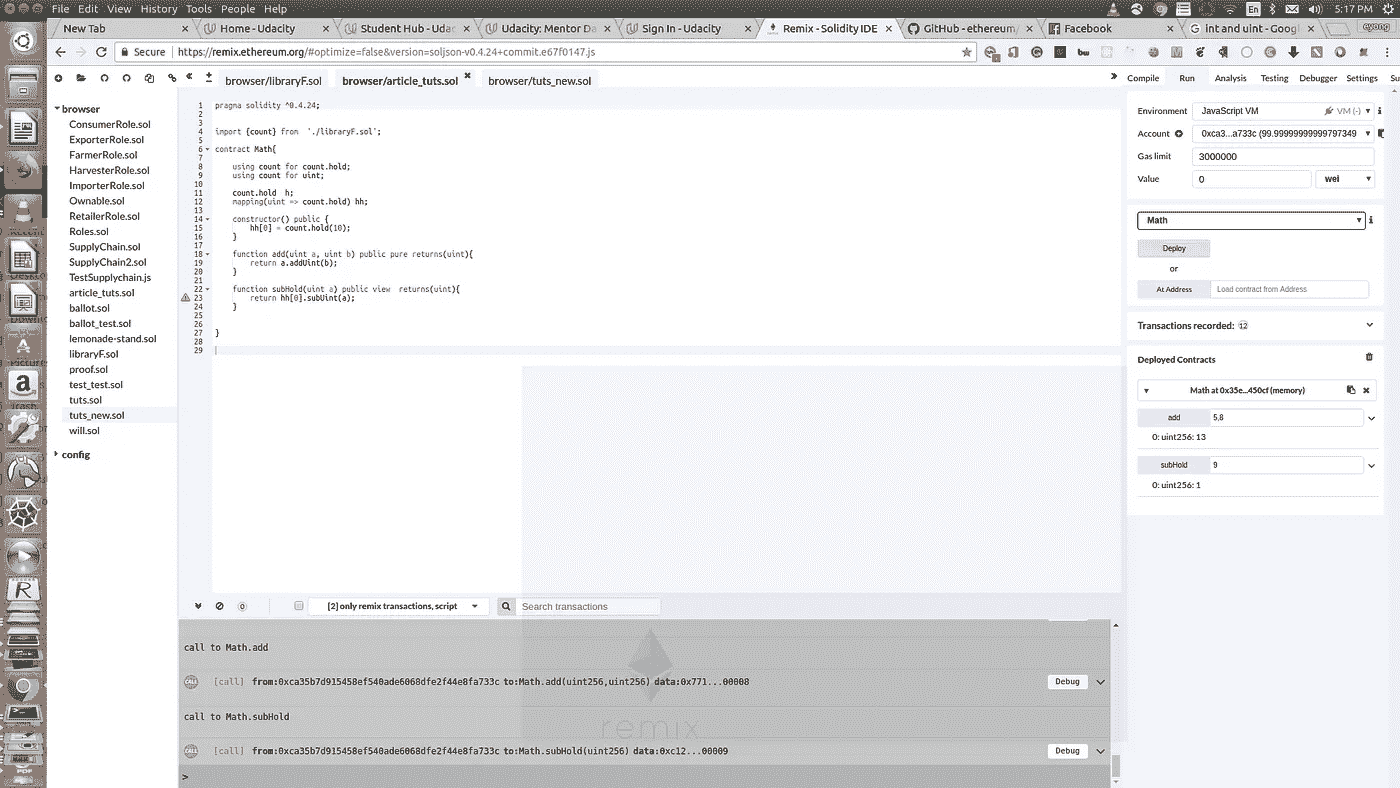 File Edit View History Tools People Help
En 5:17 PM
New Tab Home - Udacity Student Hub - Udac Udacity: Mentor Da Sign In - Udacity Remix - Solidity IDE GitHub - ethereum/ Facebook int and uint - Googl
Secure https://remix.ethereum.org/#optimize=false&version=soljson-v0.4.24+commit.e67f0147.js
browser/libraryF.sol browser/article_tuts.sol browser/tuts_new.sol
Compile Run Analysis Testing Debugger Settings Su
browser
ConsumerRole.sol
ExporterRole.sol
FarmerRole.sol
HarvesterRole.sol
ImporterRole.sol
Ownable.sol
RetailerRole.sol
Roles.sol
SupplyChain.sol
SupplyChain2.sol
TestSupplychain.js
article_tuts.sol
ballot.sol
ballot_test.sol
lemonade-stand.sol
libraryF.sol
proof.sol
test_test.sol
tuts.sol
tuts_new.sol
will.sol
config
1 pragma solidity ^0.4.24;
2
3
4 import {count} from './libraryF.sol';
5
6 contract Math{
7
8 using count for count.hold;
9 using count for uint;
10
11 count.hold h;
12 mapping(uint => count.hold) hh;
13
14 constructor() public {
15 hh[0] = count.hold(10);
16 }
17
18 function add(uint a, uint b) public pure returns(uint){
19 return a.addUint(b);
20 }
21
22 function subHold(uint a) public view returns(uint){
23 return hh[0].subUint(a);
24 }
25
26
27 }
28
29
Environment JavaScript VM VM (-)
Account 0xca3...a733c (99.99999999999797349
Gas limit 3000000
Value 0 wei
Math
Deploy
or
At Address Load contract from Address
Transactions recorded: 12
Deployed Contracts
Math at 0x35e...450cf (memory)
add 5,8
0: uint256: 13
subHold 9
0: uint256: 1
0 [2] only remix transactions, script Search transactions
call to Math.add
CALL [call] from:0xca35b7d915458ef540ade6068dfe2f44e8fa733c to:Math.add(uint256,uint256) data:0x771...00008 Debug
call to Math.subHold
remix
CALL [call] from:0xca35b7d915458ef540ade6068dfe2f44e8fa733c to:Math.subHold(uint256) data:0xc12...00009 Debug
>